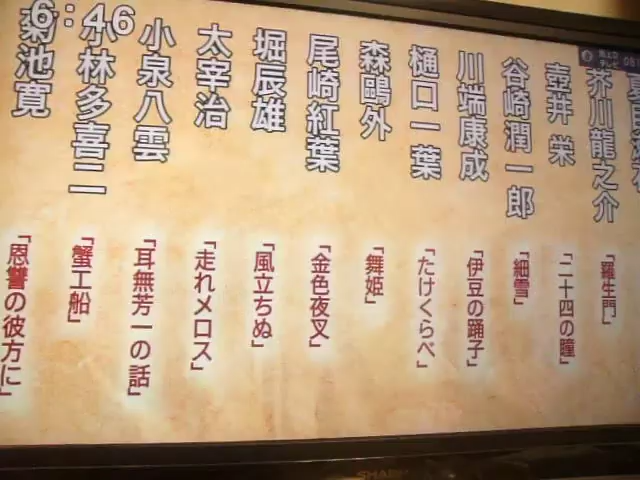 芥川龍之介「羅生門」
壺井 栄「二十四の瞳」
谷崎潤一郎「細雪」
川端康成「伊豆の踊子」
樋口一葉「たけくらべ」
森鷗外「舞姫」
尾崎紅葉「金色夜叉」
堀辰雄「風立ちぬ」
太宰治「走れメロス」
小泉八雲「耳無芳一の話」
小林多喜二「蟹工船」
菊池寛「恩讐の彼方に」
6:46
SHARP